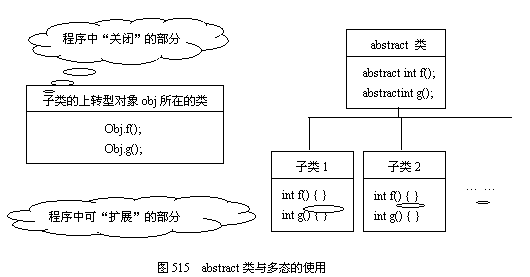 程序中“关闭”的部分
子类的上转型对象 obj 所在的类
Obj.f();
Obj.g();
程序中可“扩展”的部分
abstract 类
abstract int f();
abstractint g();
子类 1
int f() { }
int g() { }
子类 2
int f() { }
int g() { }
... ...
图 515 abstract 类与多态的使用